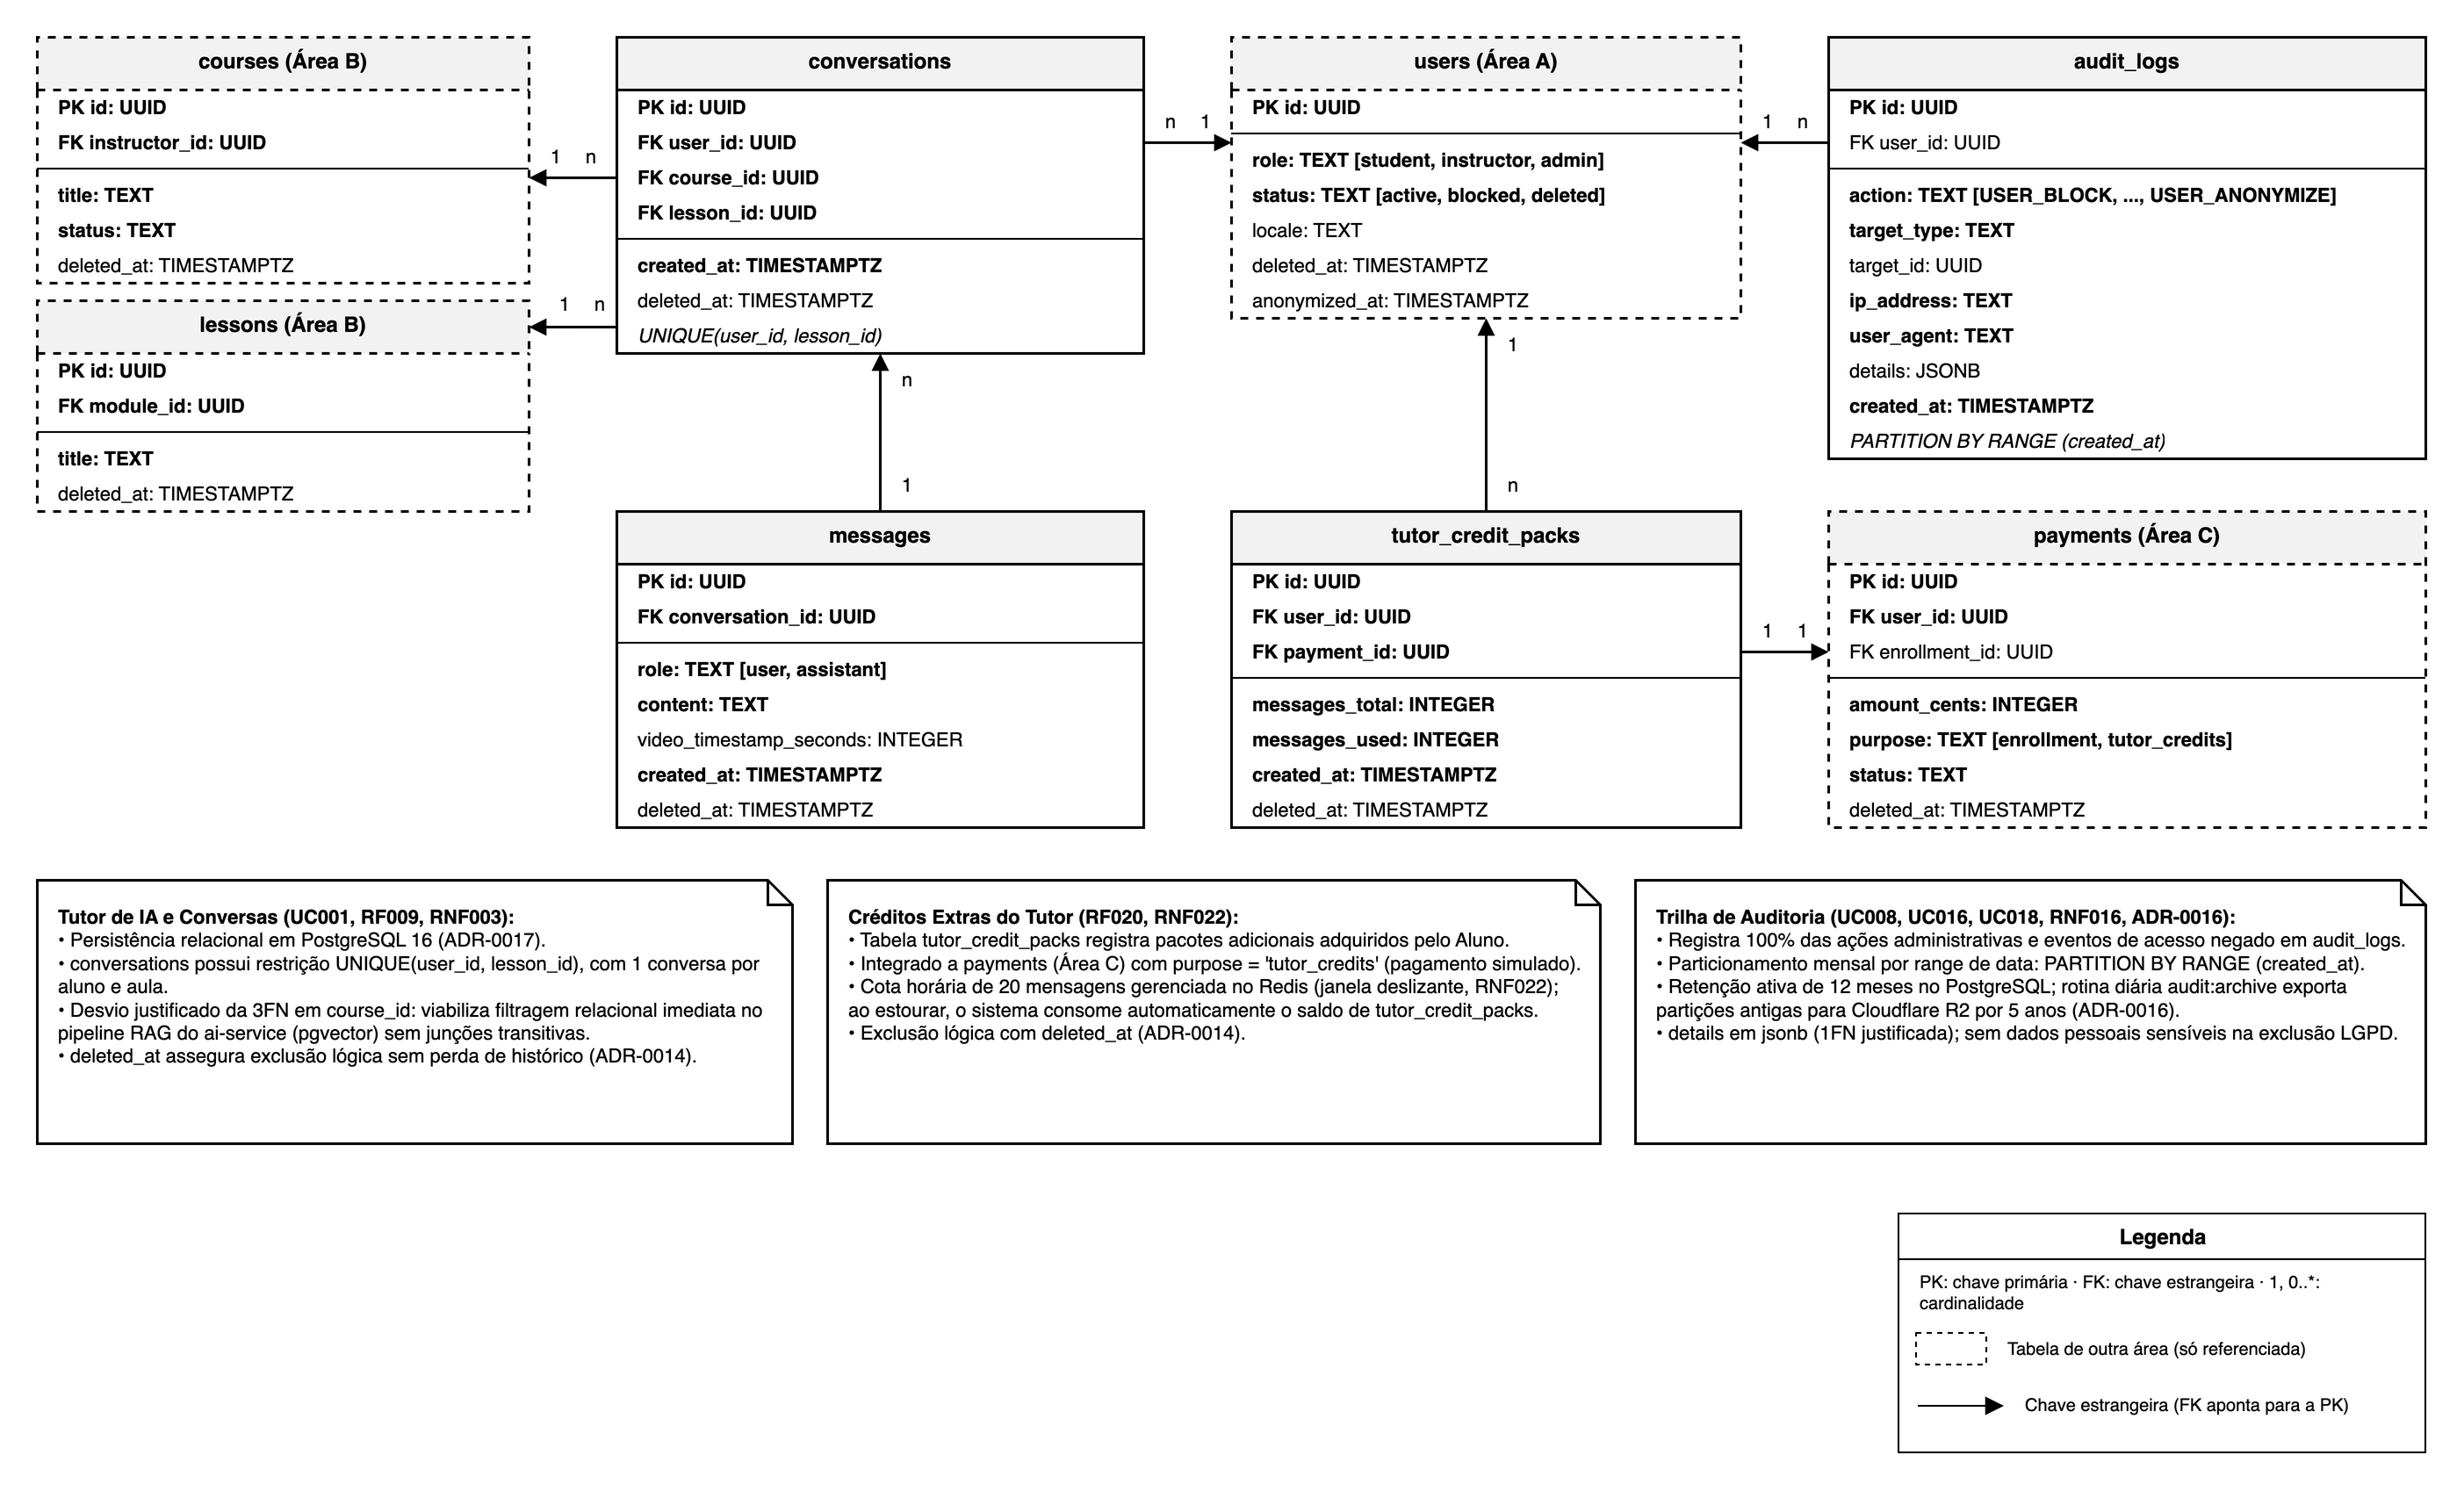 courses (Área B)
PK id: UUID
FK instructor_id: UUID
title: TEXT
status: TEXT
deleted_at: TIMESTAMPTZ
lessons (Área B)
PK id: UUID
FK module_id: UUID
title: TEXT
deleted_at: TIMESTAMPTZ
1 n
1 n
conversations
PK id: UUID
FK user_id: UUID
FK course_id: UUID
FK lesson_id: UUID
created_at: TIMESTAMPTZ
deleted_at: TIMESTAMPTZ
UNIQUE(user_id, lesson_id)
n 1
users (Área A)
PK id: UUID
role: TEXT [student, instructor, admin]
status: TEXT [active, blocked, deleted]
locale: TEXT
deleted_at: TIMESTAMPTZ
anonymized_at: TIMESTAMPTZ
1 n
audit_logs
PK id: UUID
FK user_id: UUID
action: TEXT [USER_BLOCK, ..., USER_ANONYMIZE]
target_type: TEXT
target_id: UUID
ip_address: TEXT
user_agent: TEXT
details: JSONB
created_at: TIMESTAMPTZ
PARTITION BY RANGE (created_at)
n
1
1
n
messages
PK id: UUID
FK conversation_id: UUID
role: TEXT [user, assistant]
content: TEXT
video_timestamp_seconds: INTEGER
created_at: TIMESTAMPTZ
deleted_at: TIMESTAMPTZ
tutor_credit_packs
PK id: UUID
FK user_id: UUID
FK payment_id: UUID
messages_total: INTEGER
messages_used: INTEGER
created_at: TIMESTAMPTZ
deleted_at: TIMESTAMPTZ
1 1
payments (Área C)
PK id: UUID
FK user_id: UUID
FK enrollment_id: UUID
amount_cents: INTEGER
purpose: TEXT [enrollment, tutor_credits]
status: TEXT
deleted_at: TIMESTAMPTZ
Tutor de IA e Conversas (UC001, RF009, RNF003):
• Persistência relacional em PostgreSQL 16 (ADR-0017).
• conversations possui restrição UNIQUE(user_id, lesson_id), com 1 conversa por
aluno e aula.
• Desvio justificado da 3FN em course_id: viabiliza filtragem relacional imediata no
pipeline RAG do ai-service (pgvector) sem junções transitivas.
• deleted_at assegura exclusão lógica sem perda de histórico (ADR-0014).
Créditos Extras do Tutor (RF020, RNF022):
• Tabela tutor_credit_packs registra pacotes adicionais adquiridos pelo Aluno.
• Integrado a payments (Área C) com purpose = 'tutor_credits' (pagamento simulado).
• Cota horária de 20 mensagens gerenciada no Redis (janela deslizante, RNF022);
ao estourar, o sistema consome automaticamente o saldo de tutor_credit_packs.
• Exclusão lógica com deleted_at (ADR-0014).
Trilha de Auditoria (UC008, UC016, UC018, RNF016, ADR-0016):
• Registra 100% das ações administrativas e eventos de acesso negado em audit_logs.
• Particionamento mensal por range de data: PARTITION BY RANGE (created_at).
• Retenção ativa de 12 meses no PostgreSQL; rotina diária audit:archive exporta
partições antigas para Cloudflare R2 por 5 anos (ADR-0016).
• details em jsonb (1FN justificada); sem dados pessoais sensíveis na exclusão LGPD.
Legenda
PK: chave primária · FK: chave estrangeira · 1, 0..*:
cardinalidade
Tabela de outra área (só referenciada)
Chave estrangeira (FK aponta para a PK)